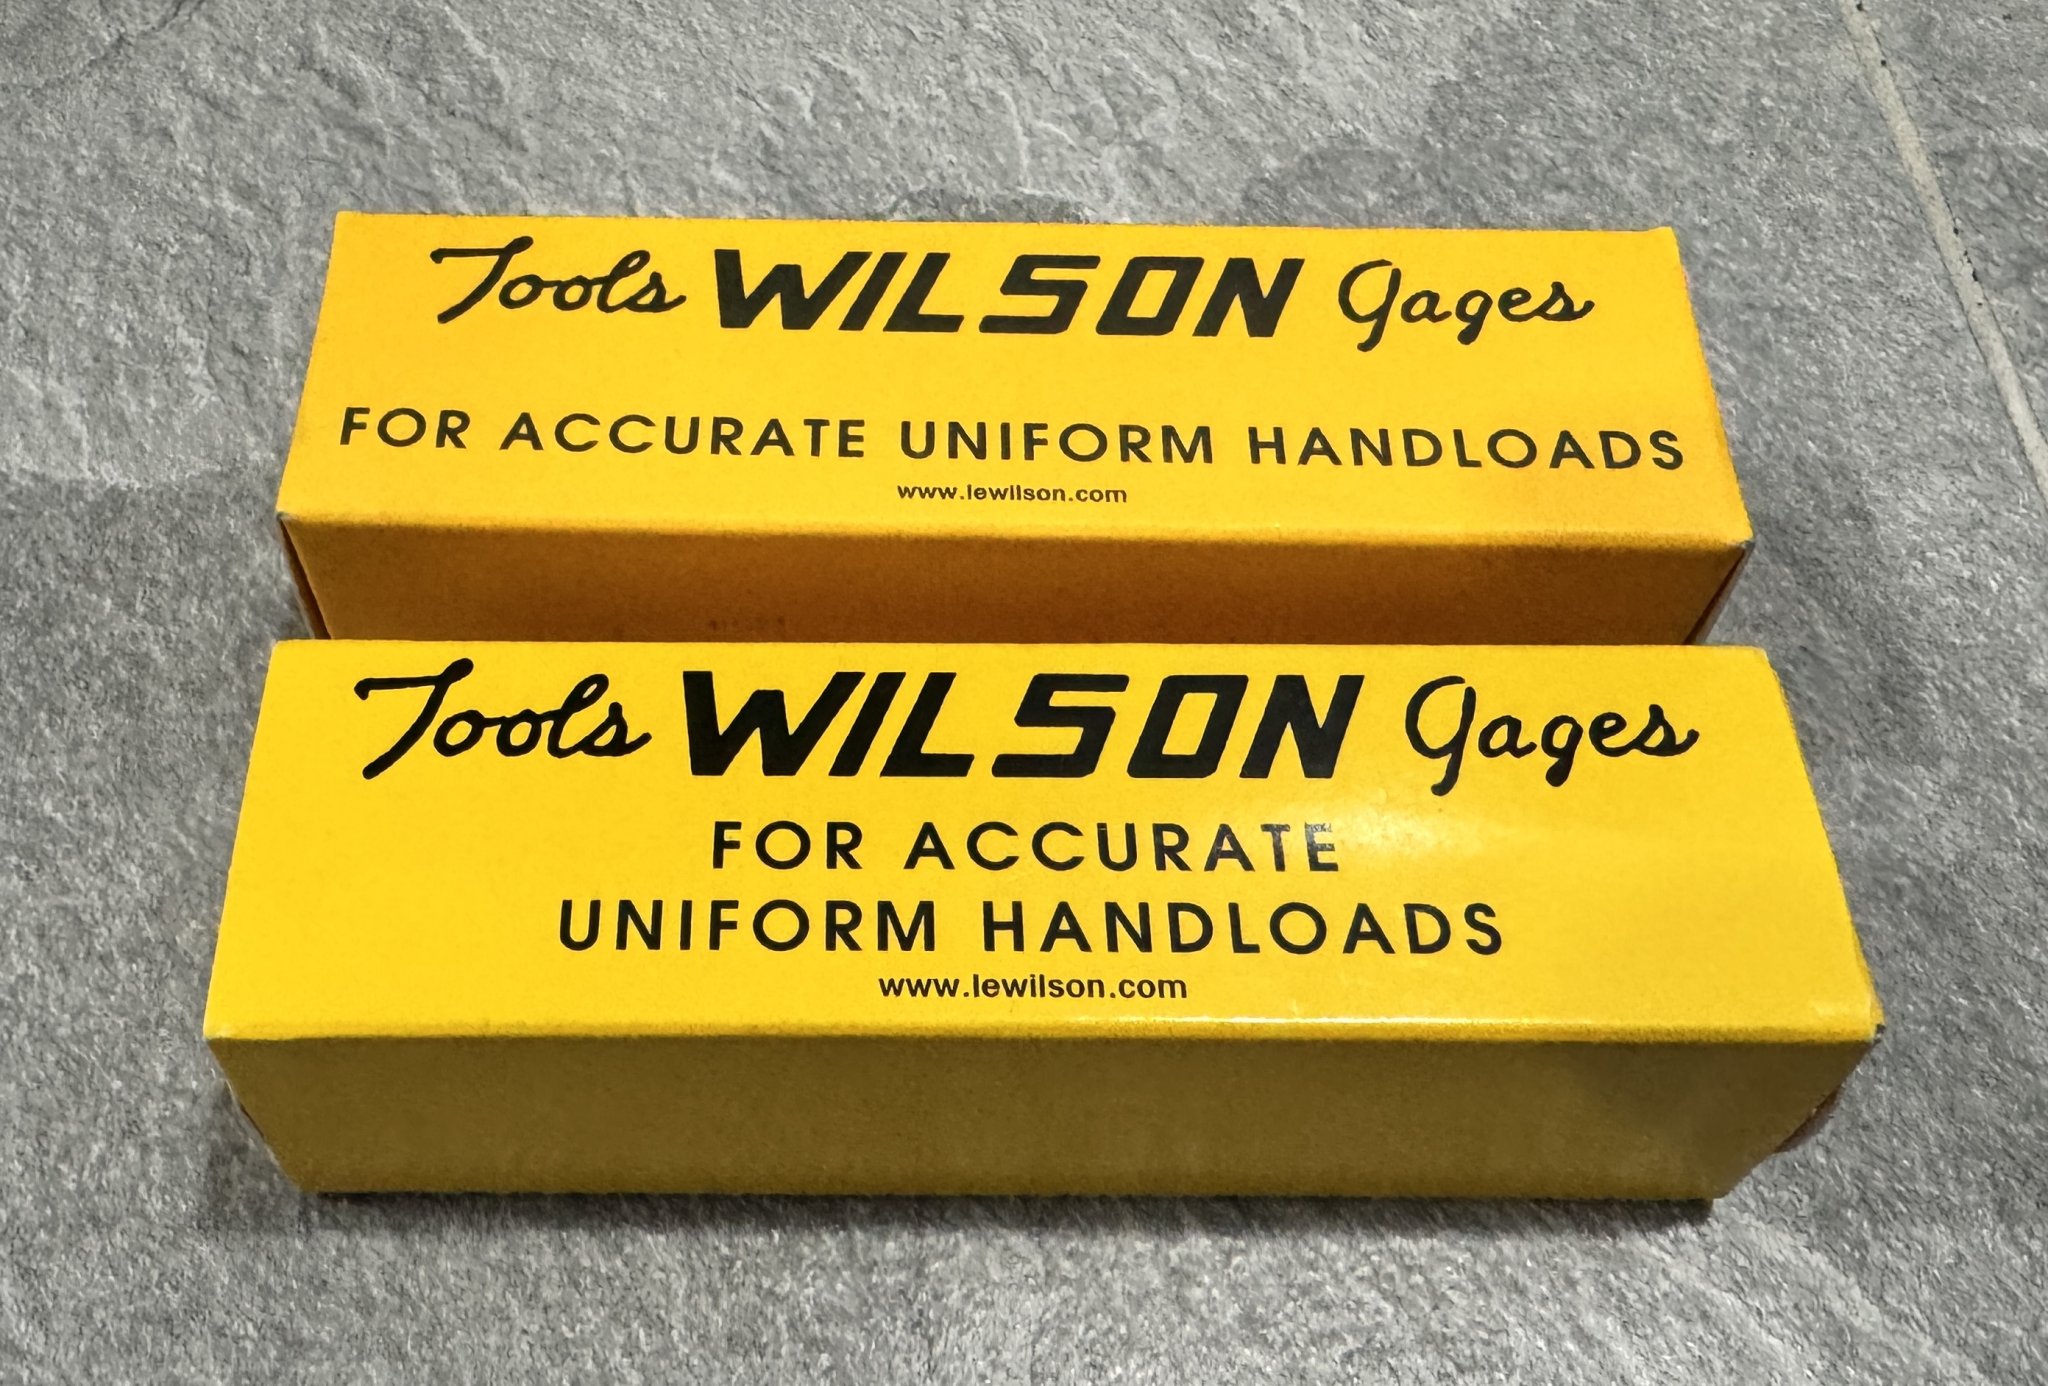 Tools WILSON Gages
FOR ACCURATE UNIFORM HANDLOADS
www.lewilson.com
Tools WILSON Gages
FOR ACCURATE
UNIFORM HANDLOADS
www.lewilson.com